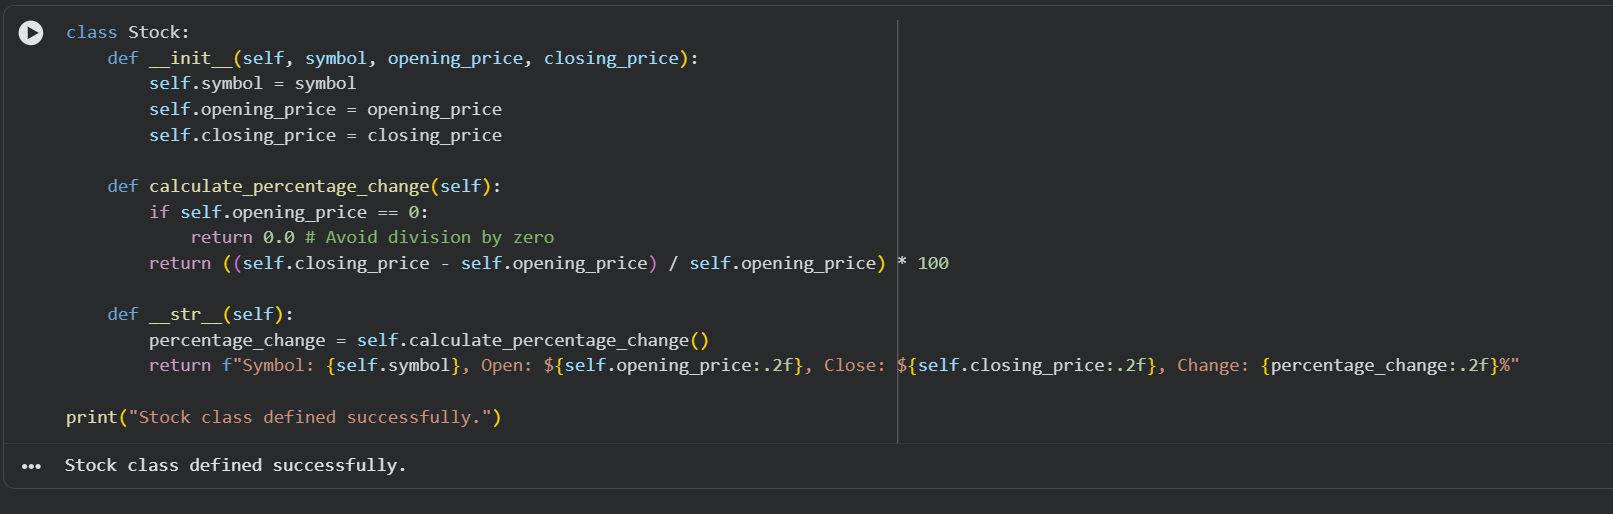 class Stock:
    def __init__(self, symbol, opening_price, closing_price):
        self.symbol = symbol
        self.opening_price = opening_price
        self.closing_price = closing_price
    def calculate_percentage_change(self):
        if self.opening_price == 0:
            return 0.0 # Avoid division by zero
        return ((self.closing_price - self.opening_price) / self.opening_price) * 100
    def __str__(self):
        percentage_change = self.calculate_percentage_change()
        return f"Symbol: {self.symbol}, Open: ${self.opening_price:.2f}, Close: ${self.closing_price:.2f}, Change: {percentage_change:.2f}%"
print("Stock class defined successfully.")
Stock class defined successfully.